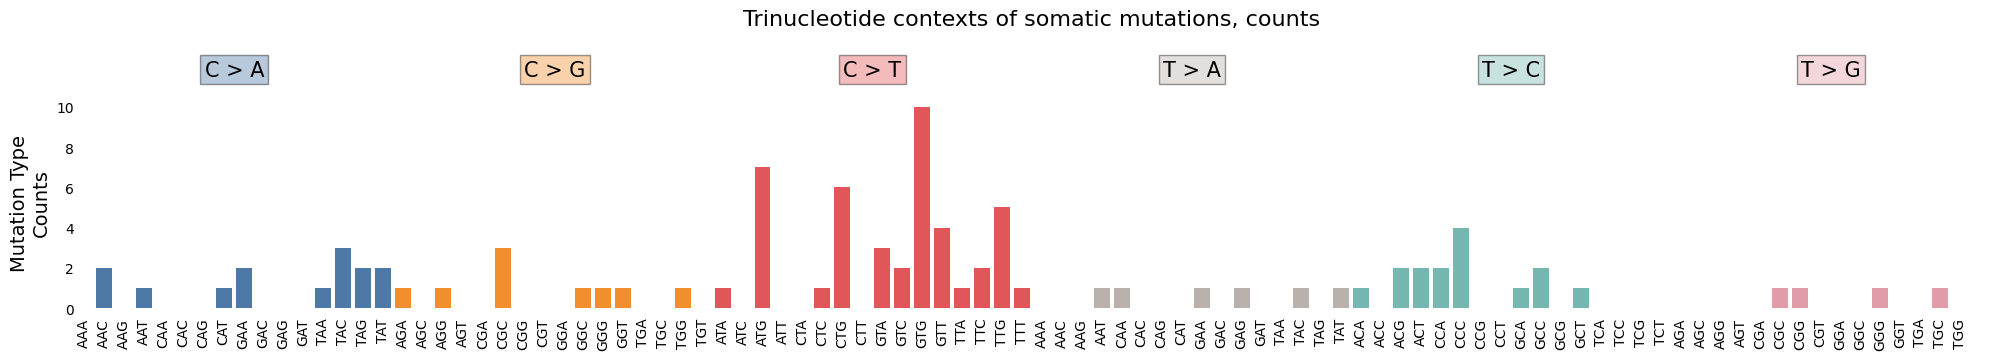 Trinucleotide contexts of somatic mutations, counts
C > A C > G C > T T > A T > C T > G
Mutation Type
Counts
10
8
6
4
2
0
AAA AAC AAG AAT CAA CAC CAG CAT GAA GAC GAG GAT TAA TAC TAG TAT AGA AGC AGG AGT CGA CGC CGG CGT GGA GGC GGG GGT TGA TGC TGG TGT ATA ATC ATG ATT CTA CTC CTG CTT GTA GTC GTG GTT TTA TTC TTG TTT AAA AAC AAG AAT CAA CAC CAG CAT GAA GAC GAG GAT TAA TAC TAG TAT ACA ACC ACG ACT CCA CCC CCG CCT GCA GCC GCG GCT TCA TCC TCG TCT AGA AGC AGG AGT CGA CGC CGG CGT GGA GGC GGG GGT TGA TGC TGG